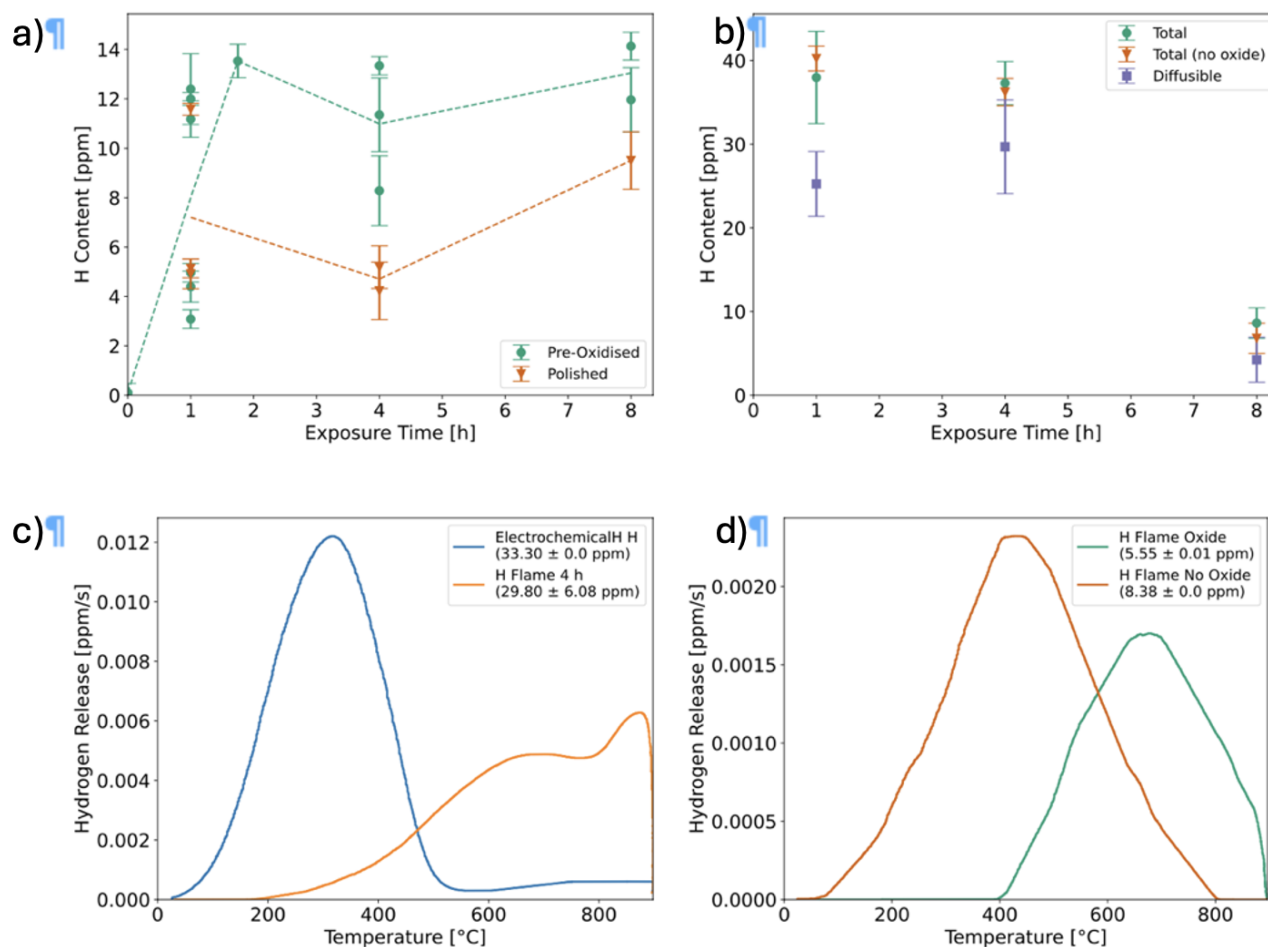 a)¶
H Content [ppm]
14
12
10
8
6
4
2
0
0 1 2 3 4 5 6 7 8
Exposure Time [h]
Pre-Oxidised
Polished
b)¶
H Content [ppm]
40
30
20
10
0
0 1 2 3 4 5 6 7 8
Exposure Time [h]
Total
Total (no oxide)
Diffusible
c)¶
Hydrogen Release [ppm/s]
0.012
0.010
0.008
0.006
0.004
0.002
0.000
0 200 400 600 800
Temperature [°C]
ElectrochemicalH H
(33.30 ± 0.0 ppm)
H Flame 4 h
(29.80 ± 6.08 ppm)
d)¶
Hydrogen Release [ppm/s]
0.0020
0.0015
0.0010
0.0005
0.0000
0 200 400 600 800
Temperature [°C]
H Flame Oxide
(5.55 ± 0.01 ppm)
H Flame No Oxide
(8.38 ± 0.0 ppm)